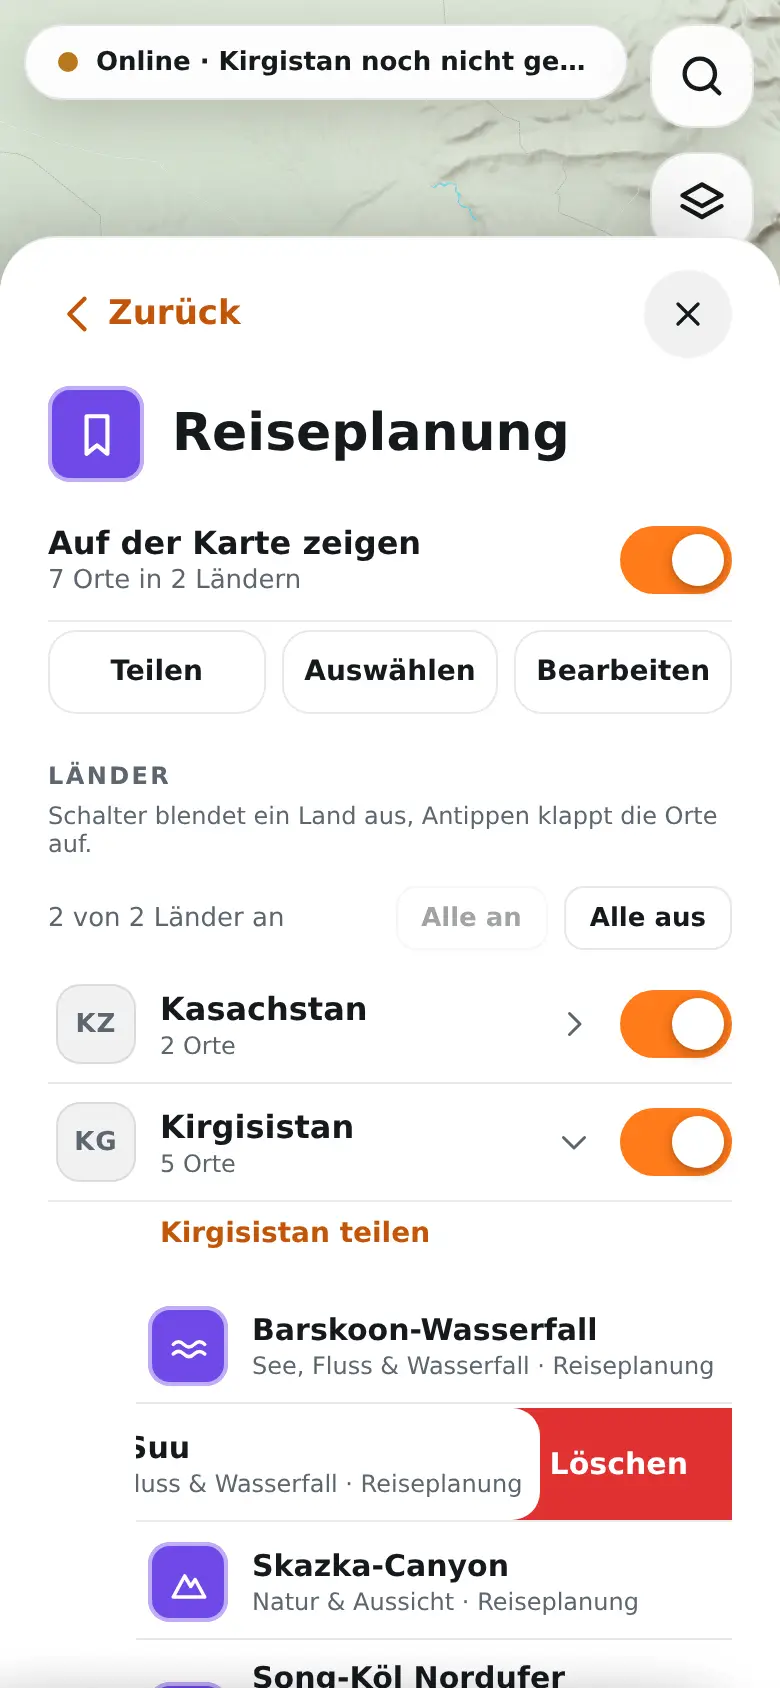 Online · Kirgistan noch nicht ge…
Zurück
Reiseplanung
Auf der Karte zeigen
7 Orte in 2 Ländern
Teilen
Auswählen
Bearbeiten
LÄNDER
Schalter blendet ein Land aus, Antippen klappt die Orte
auf.
2 von 2 Länder an
Alle an
Alle aus
KZ
Kasachstan
2 Orte
KG
Kirgisistan
5 Orte
Kirgisistan teilen
Barskoon-Wasserfall
See, Fluss & Wasserfall · Reiseplanung
Suu
luss & Wasserfall · Reiseplanung
Löschen
Skazka-Canyon
Natur & Aussicht · Reiseplanung
Song-Köl Nordufer